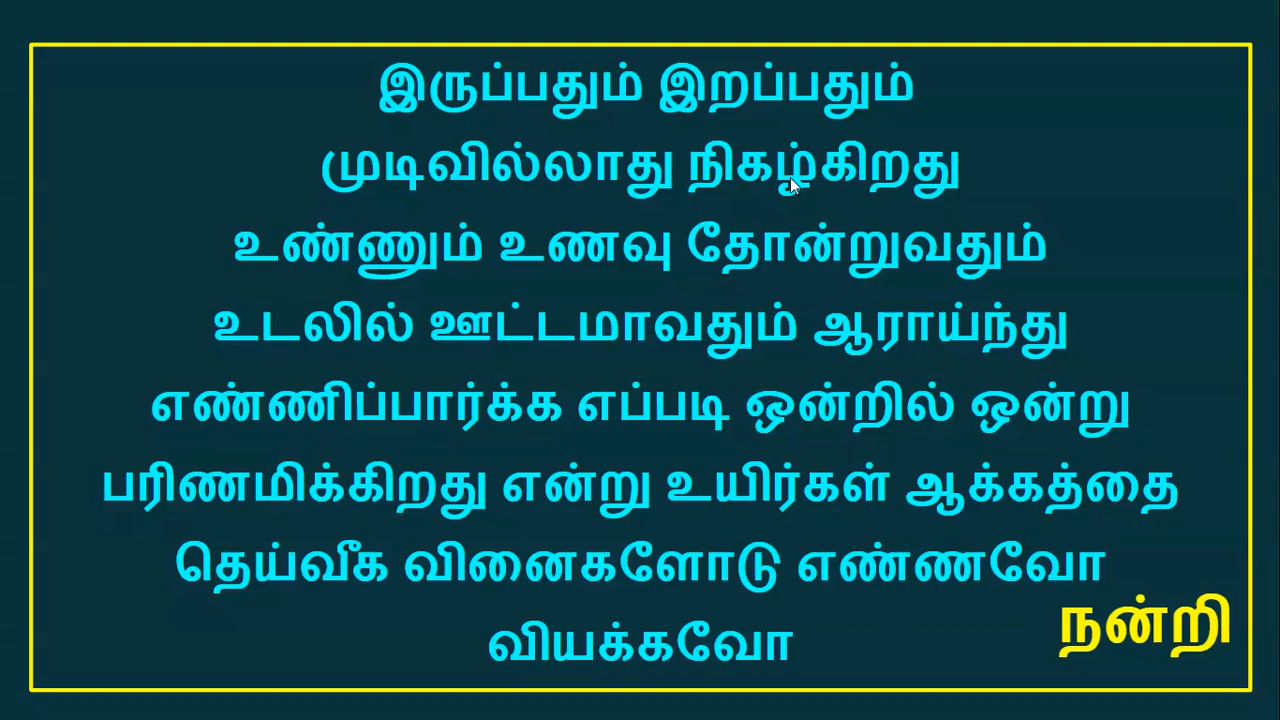 இருப்பதும் இறப்பதும்
முடிவில்லாது நிகழ்கிறது
உண்ணும் உணவு தோன்றுவதும்
உடலில் ஊட்டமாவதும் ஆராய்ந்து
எண்ணிப்பார்க்க எப்படி ஒன்றில் ஒன்று
பரிணமிக்கிறது என்று உயிர்கள் ஆக்கத்தை
தெய்வீக வினைகளோடு எண்ணவோ
வியக்கவோ
நன்றி